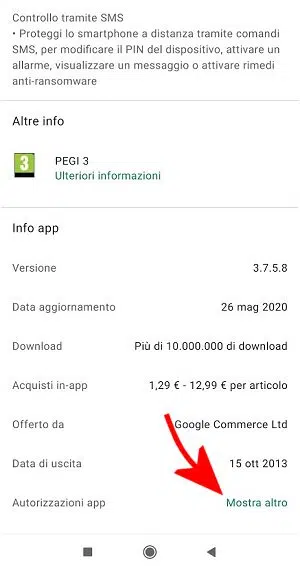 Controllo tramite SMS
• Proteggi lo smartphone a distanza tramite comandi
SMS, per modificare il PIN del dispositivo, attivare un
allarme, visualizzare un messaggio o attivare rimedi
anti-ransomware
Altre info
3
PEGI 3
Ulteriori informazioni
Info app
Versione 3.7.5.8
Data aggiornamento 26 mag 2020
Download Più di 10.000.000 di download
Acquisti in-app 1,29 € - 12,99 € per articolo
Offerto da Google Commerce Ltd
Data di uscita 15 ott 2013
Autorizzazioni app Mostra altro